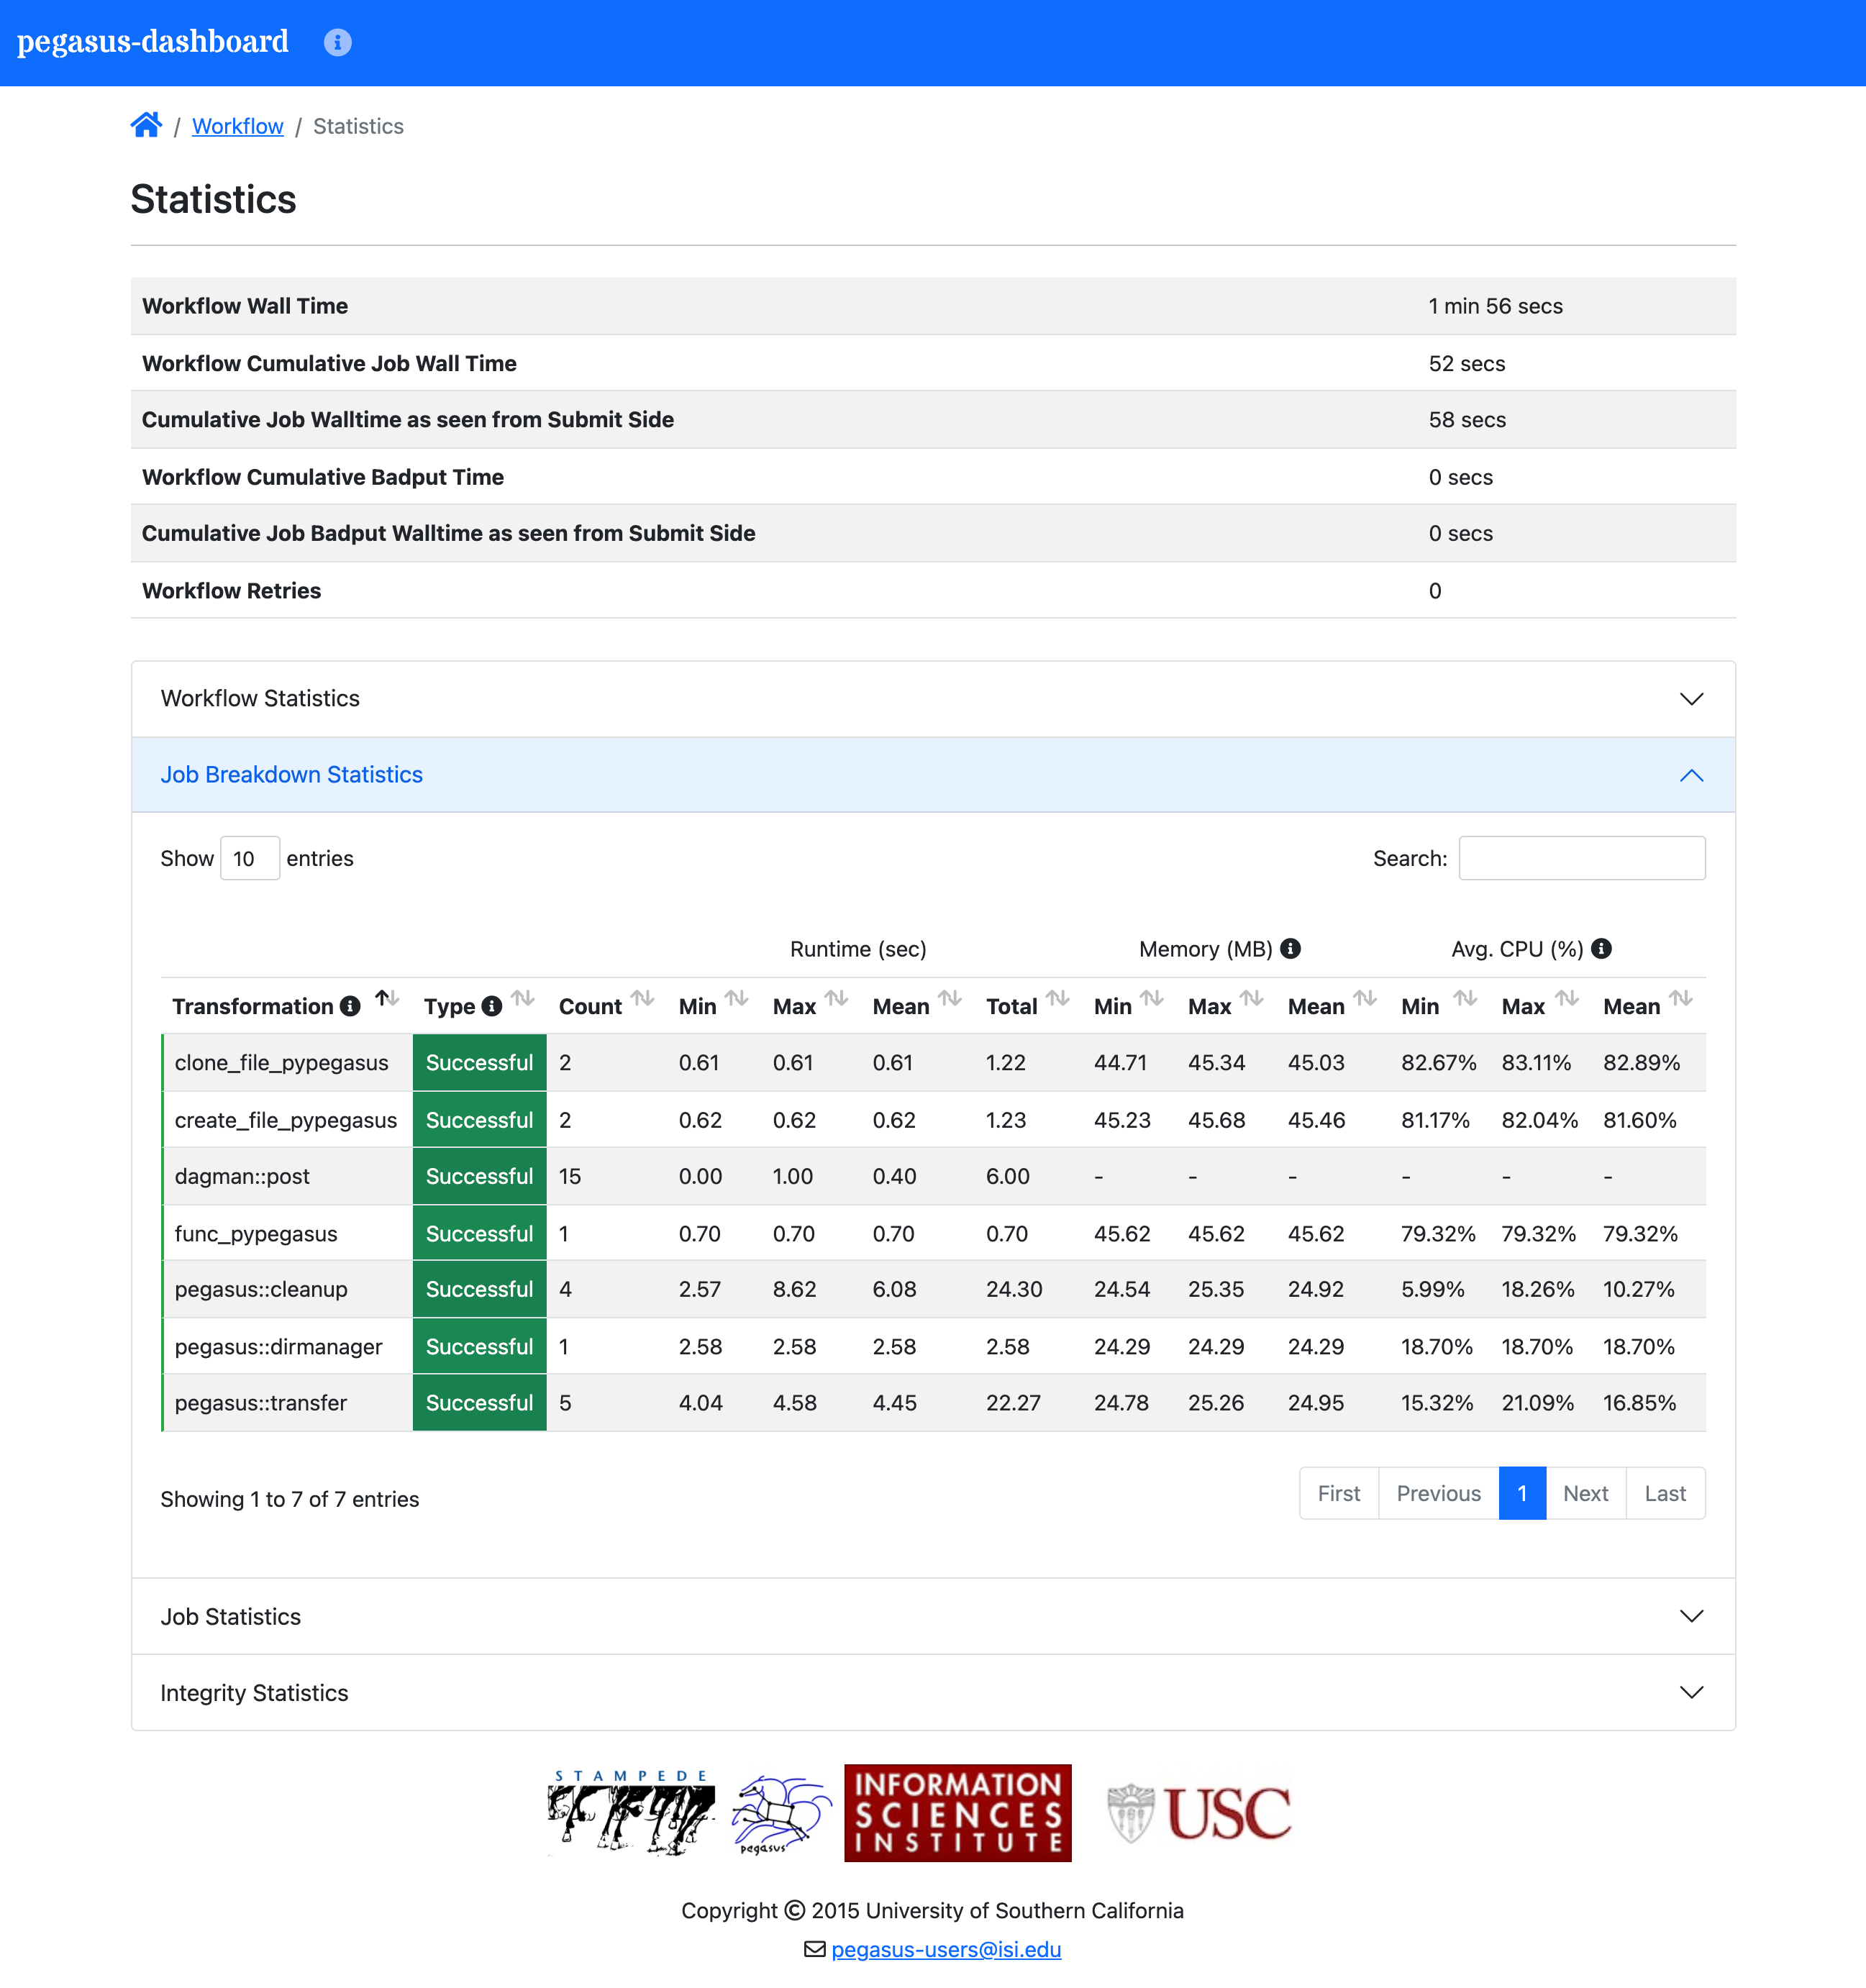 pegasus-dashboard
/ Workflow / Statistics
Statistics
Workflow Wall Time 1 min 56 secs
Workflow Cumulative Job Wall Time 52 secs
Cumulative Job Walltime as seen from Submit Side 58 secs
Workflow Cumulative Badput Time 0 secs
Cumulative Job Badput Walltime as seen from Submit Side 0 secs
Workflow Retries 0
Workflow Statistics
Job Breakdown Statistics
Show 10 entries Search:
Runtime (sec) Memory (MB) Avg. CPU (%)
Transformation Type Count Min Max Mean Total Min Max Mean Min Max Mean
clone_file_pypegasus Successful 2 0.61 0.61 0.61 1.22 44.71 45.34 45.03 82.67% 83.11% 82.89%
create_file_pypegasus Successful 2 0.62 0.62 0.62 1.23 45.23 45.68 45.46 81.17% 82.04% 81.60%
dagman::post Successful 15 0.00 1.00 0.40 6.00 - - - - - -
func_pypegasus Successful 1 0.70 0.70 0.70 0.70 45.62 45.62 45.62 79.32% 79.32% 79.32%
pegasus::cleanup Successful 4 2.57 8.62 6.08 24.30 24.54 25.35 24.92 5.99% 18.26% 10.27%
pegasus::dirmanager Successful 1 2.58 2.58 2.58 2.58 24.29 24.29 24.29 18.70% 18.70% 18.70%
pegasus::transfer Successful 5 4.04 4.58 4.45 22.27 24.78 25.26 24.95 15.32% 21.09% 16.85%
Showing 1 to 7 of 7 entries First Previous 1 Next Last
Job Statistics
Integrity Statistics
STAMPEDE
pegasus
INFORMATION
SCIENCES
INSTITUTE
USC
Copyright © 2015 University of Southern California
pegasus-users@isi.edu